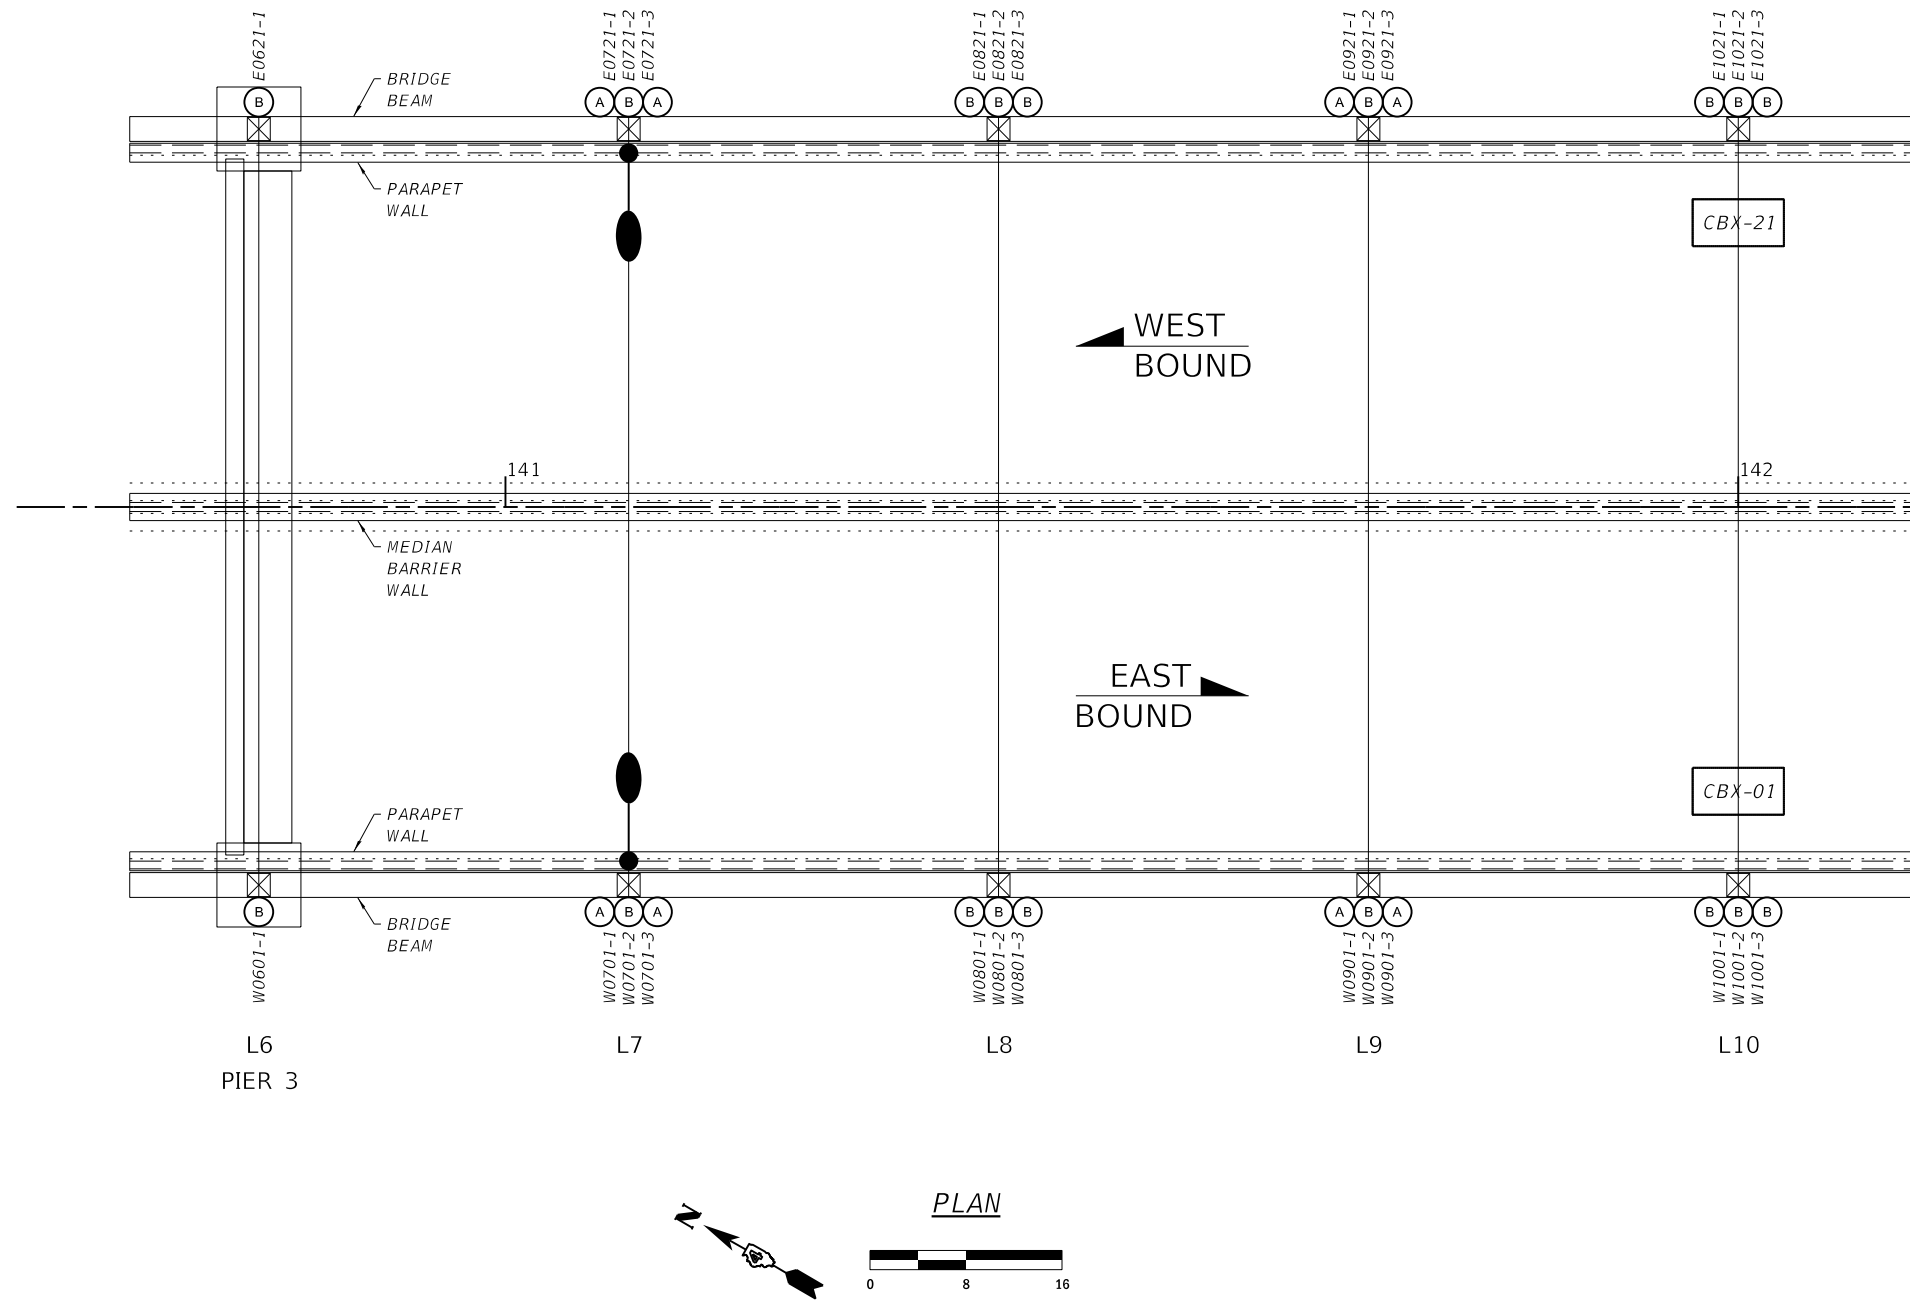 E0621-1
E0721-1
E0721-2
E0721-3
E0821-1
E0821-2
E0821-3
E0921-1
E0921-2
E0921-3
E1021-1
E1021-2
E1021-3
BRIDGE
BEAM
B
A B A
B B B
A B A
B B B
PARAPET
WALL
CBX-21
WEST
BOUND
141
142
MEDIAN
BARRIER
WALL
EAST
BOUND
CBX-01
PARAPET
WALL
B
A B A
B B B
A B A
B B B
BRIDGE
BEAM
W0601-1
W0701-1
W0701-2
W0701-3
W0801-1
W0801-2
W0801-3
W0901-1
W0901-2
W0901-3
W1001-1
W1001-2
W1001-3
L6
L7
L8
L9
L10
PIER 3
PLAN
N
4
0 8 16